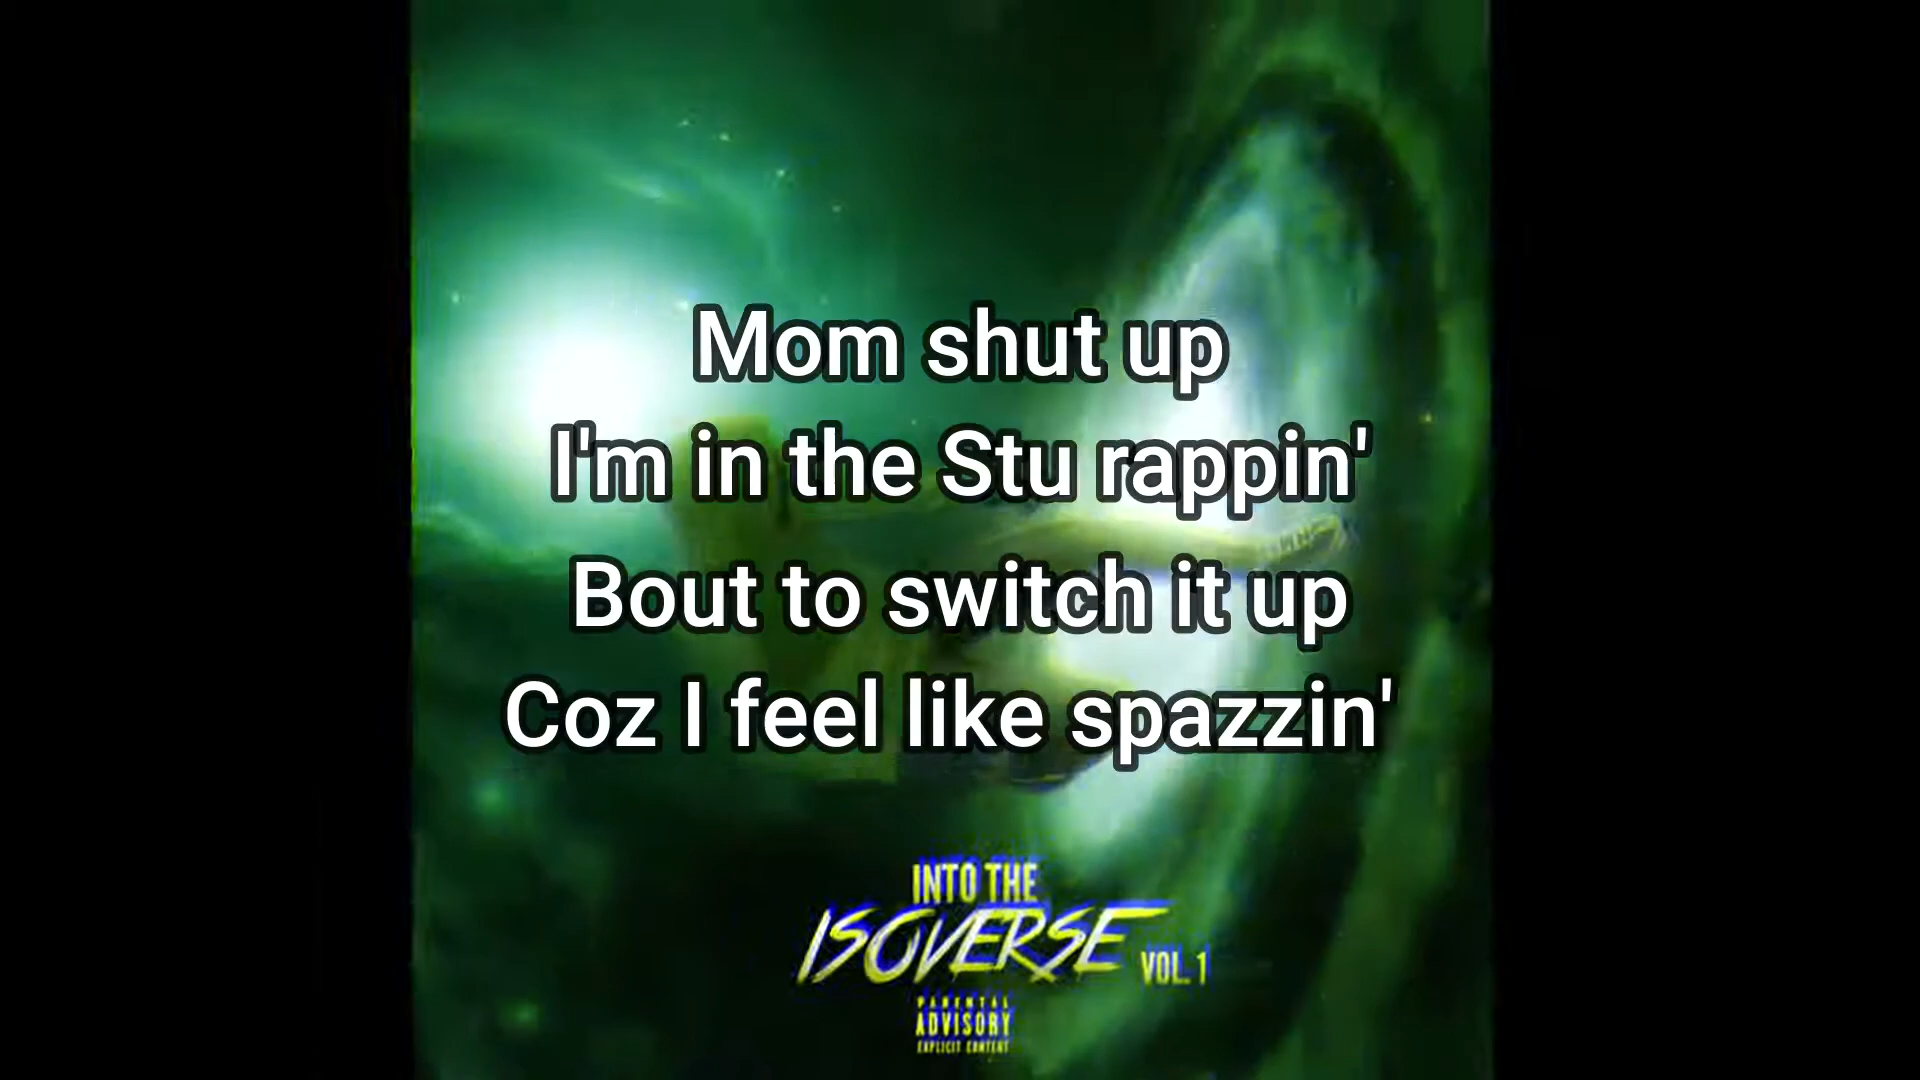 Mom shut up
I'm in the Stu rappin'
Bout to switch it up
Coz I feel like spazzin'
INTO THE
ISOVERSE VOL. 1
PARENTAL
ADVISORY
EXPLICIT CONTENT